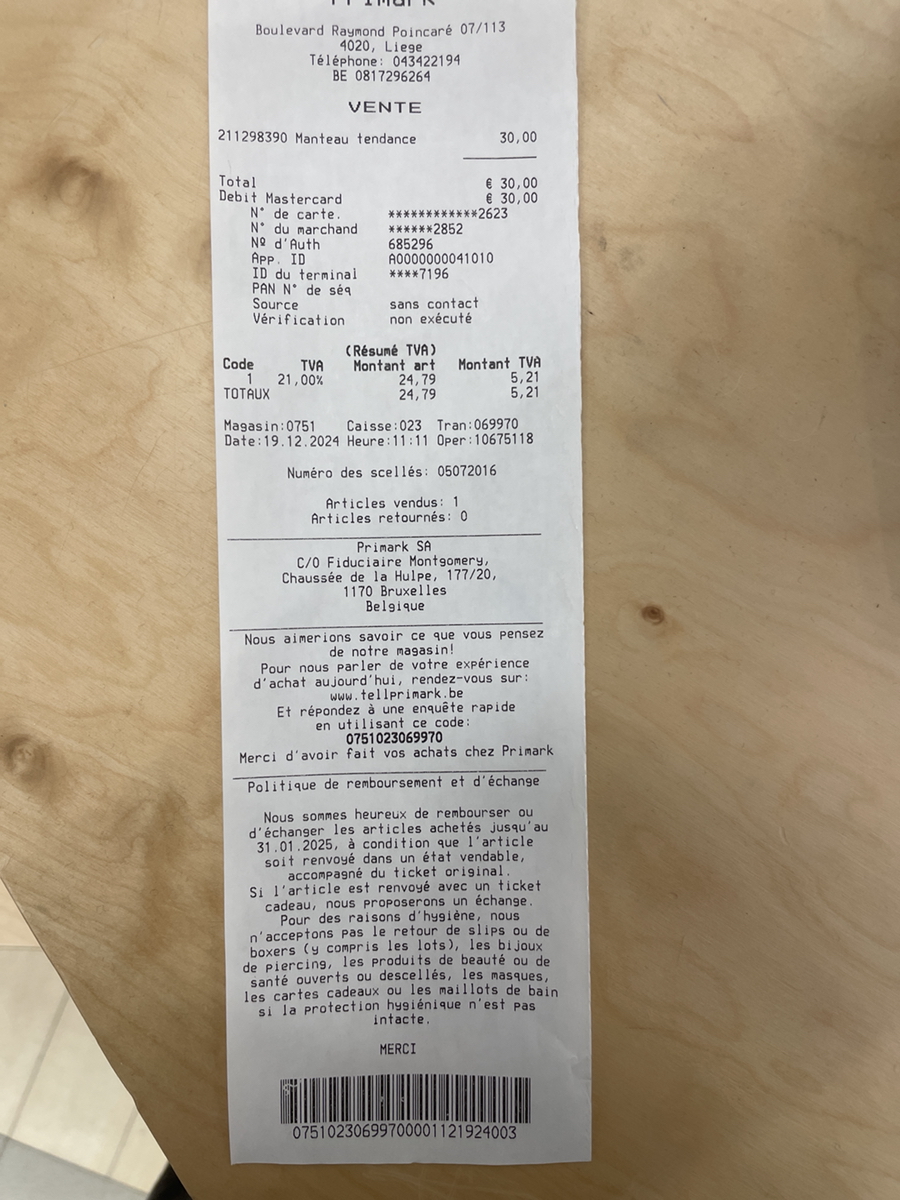 Primark
Boulevard Raymond Poincaré 07/113
4020, Liege
Téléphone: 043422194
BE 0817296264
VENTE
211298390 Manteau tendance 30,00
Total € 30,00
Debit Mastercard € 30,00
N° de carte. ************2623
N° du marchand ******2852
Nº d'Auth 685296
App. ID A0000000041010
ID du terminal ****7196
PAN N° de séq
Source sans contact
Vérification non exécuté
(Résumé TVA)
Code TVA Montant art Montant TVA
1 21,00% 24,79 5,21
TOTAUX 24,79 5,21
Magasin:0751 Caisse:023 Tran:069970
Date:19.12.2024 Heure:11:11 Oper:10675118
Numéro des scellés: 05072016
Articles vendus: 1
Articles retournés: 0
Primark SA
C/O Fiduciaire Montgomery,
Chaussée de la Hulpe, 177/20,
1170 Bruxelles
Belgique
Nous aimerions savoir ce que vous pensez
de notre magasin!
Pour nous parler de votre expérience
d'achat aujourd'hui, rendez-vous sur:
www.tellprimark.be
Et répondez à une enquête rapide
en utilisant ce code:
0751023069970
Merci d'avoir fait vos achats chez Primark
Politique de remboursement et d'échange
Nous sommes heureux de rembourser ou
d'échanger les articles achetés jusqu'au
31.01.2025, à condition que l'article
soit renvoyé dans un état vendable,
accompagné du ticket original.
Si l'article est renvoyé avec un ticket
cadeau, nous proposerons un échange.
Pour des raisons d'hygiène, nous
n'acceptons pas le retour de slips ou de
boxers (y compris les lots), les bijoux
de piercing, les produits de beauté ou de
santé ouverts ou descellés, les masques,
les cartes cadeaux ou les maillots de bain
si la protection hygiénique n'est pas
intacte.
MERCI
075102306997000011219​24003